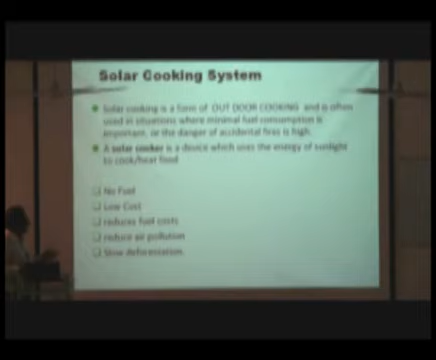 Solar Cooking System
Solar cooking is a form of OUT DOOR COOKING and is often
used in situations where minimal fuel consumption is
important, or the danger of accidental fires is high.
A solar cooker is a device which uses the energy of sunlight
to cook/heat food
No Fuel
Low Cost
reduces fuel costs
reduce air pollution
Slow deforestation